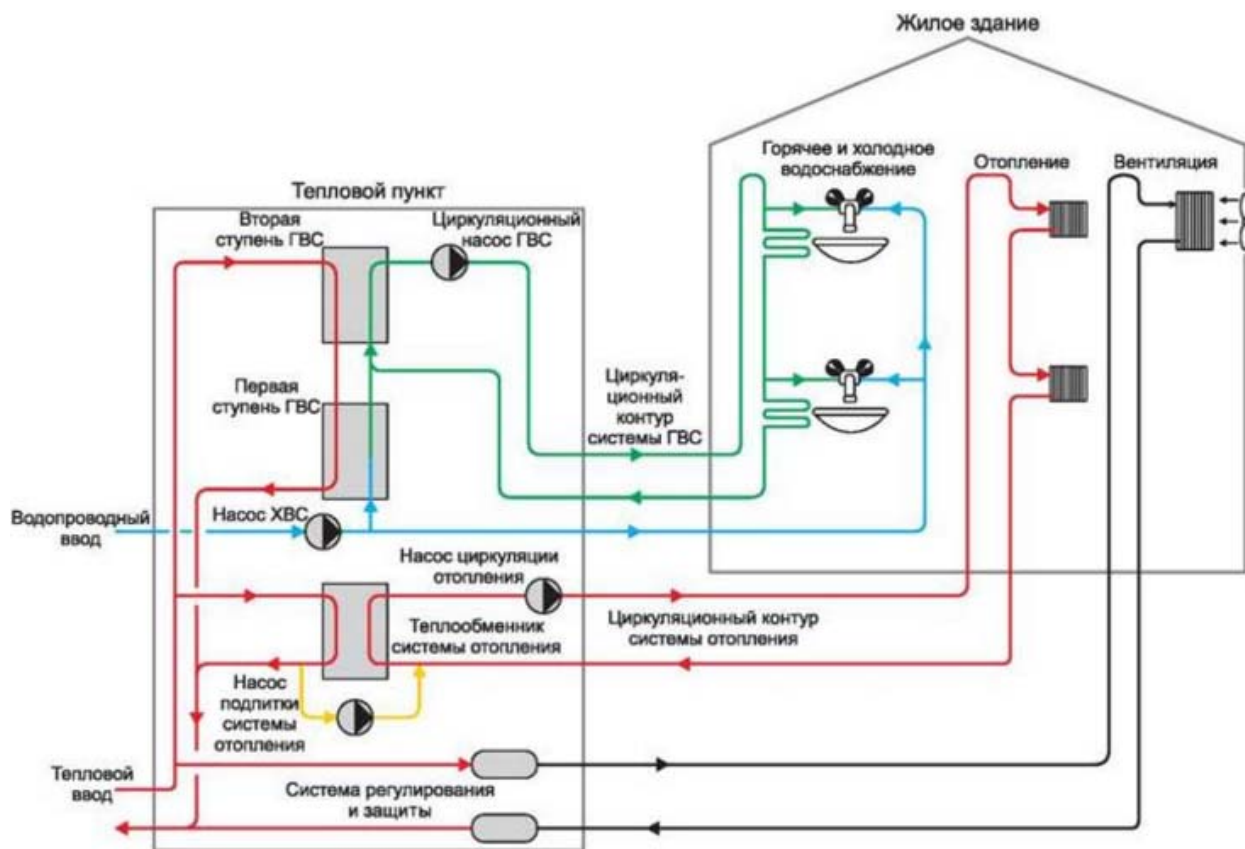 Жилое здание
Горячее и холодное
водоснабжение
Отопление
Вентиляция
Тепловой пункт
Вторая
ступень ГВС
Циркуляционный
насос ГВС
Первая
ступень ГВС
Циркуля-
ционный
контур
системы ГВС
Водопроводный
ввод
Насос ХВС
Насос циркуляции
отопления
Теплообменник
системы отопления
Циркуляционный контур
системы отопления
Насос
подпитки
системы
отопления
Тепловой
ввод
Система регулирования
и защиты